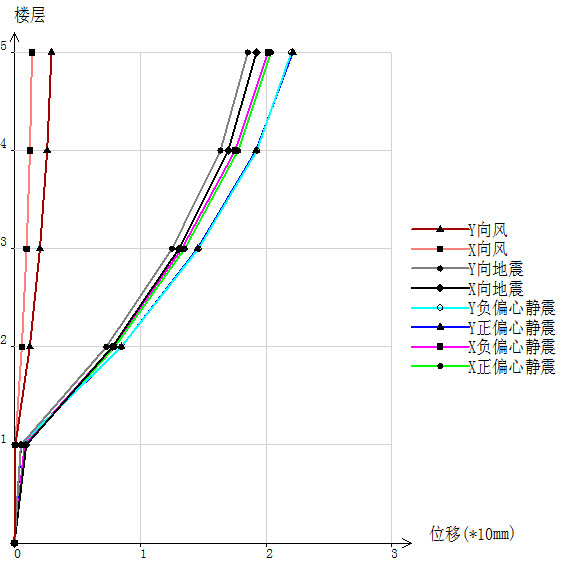 楼层
5
4
3
2
1
0 1 2 3
位移(*10mm)
Y向风
X向风
Y向地震
X向地震
Y负偏心静震
Y正偏心静震
X负偏心静震
X正偏心静震